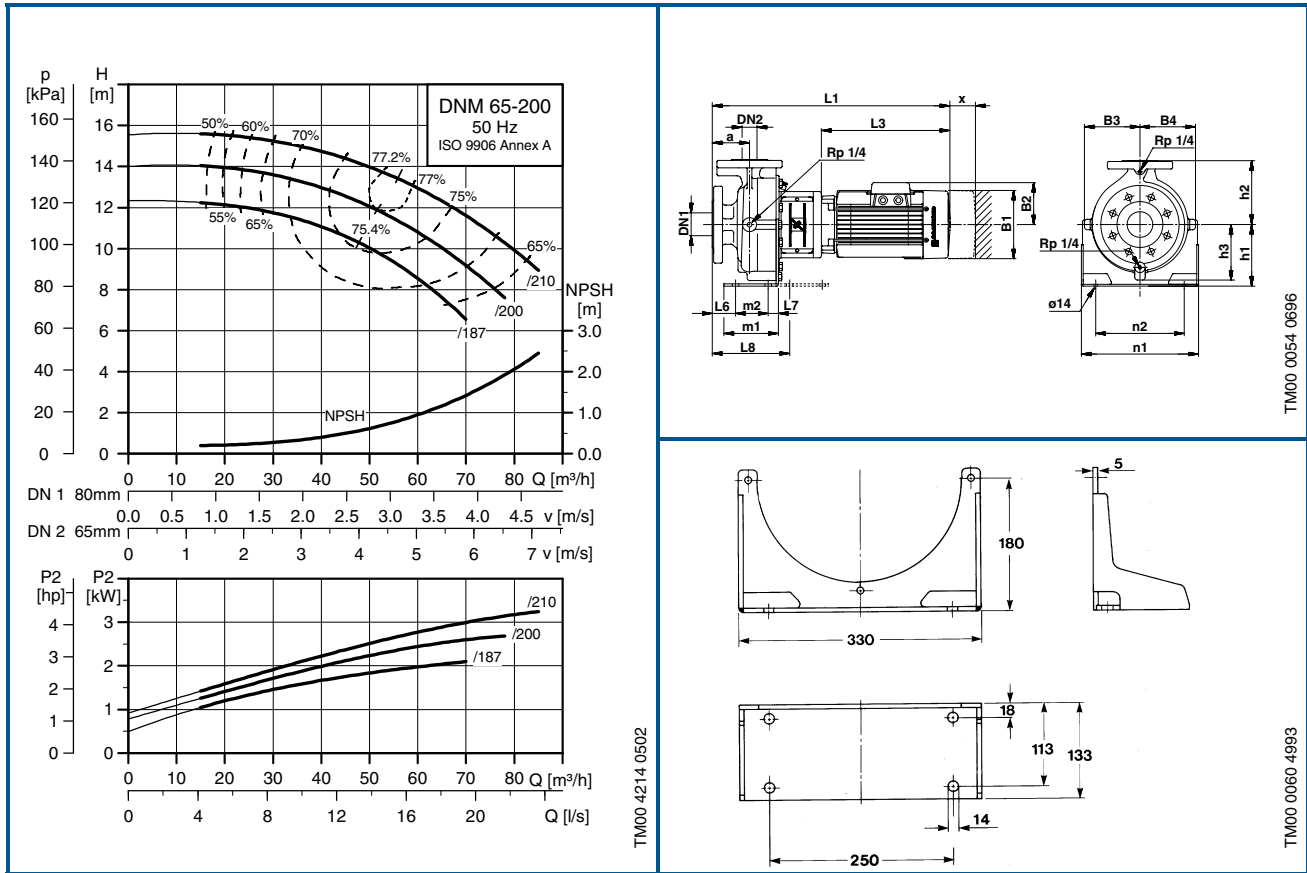 p
[kPa]
H
[m]
DNM 65-200
50 Hz
ISO 9906 Annex A
160
140
120
100
80
60
40
20
0
16
14
12
10
8
6
4
2
0
50%
60%
70%
77.2%
77%
75%
65%
55%
65%
75.4%
/210
/200
/187
NPSH
[m]
3.0
2.0
1.0
0.0
NPSH
0 10 20 30 40 50 60 70 80 Q [m³/h]
DN 1 80mm
0.0 0.5 1.0 1.5 2.0 2.5 3.0 3.5 4.0 4.5 v [m/s]
DN 2 65mm
0 1 2 3 4 5 6 7 v [m/s]
P2
[hp]
P2
[kW]
4
3
2
1
0
3
2
1
0
/210
/200
/187
0 10 20 30 40 50 60 70 80 Q [m³/h]
0 4 8 12 16 20 Q [l/s]
TM00 4214 0502
L1
x
DN2
L3
a
Rp 1/4
DN1
B1
B2
L6
m2
L7
m1
L8
B3
B4
Rp 1/4
h2
Rp 1/4
h3
h1
ø14
n2
n1
TM00 0054 0696
5
180
330
18
113
133
14
250
TM00 0060 4993